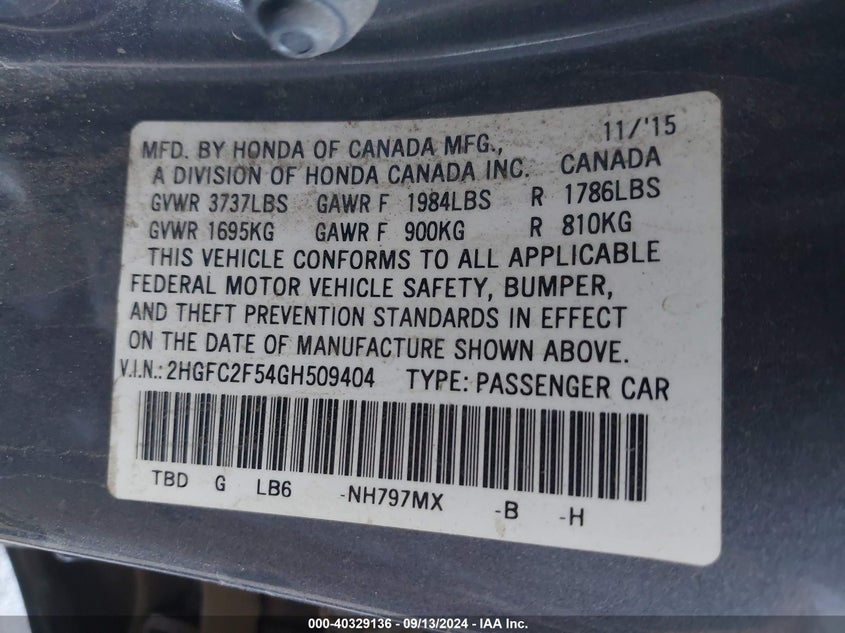 11/'15
MFD. BY HONDA OF CANADA MFG.,
A DIVISION OF HONDA CANADA INC. CANADA
GVWR 3737LBS GAWR F 1984LBS R 1786LBS
GVWR 1695KG GAWR F 900KG R 810KG
THIS VEHICLE CONFORMS TO ALL APPLICABLE
FEDERAL MOTOR VEHICLE SAFETY, BUMPER,
AND THEFT PREVENTION STANDARDS IN EFFECT
ON THE DATE OF MANUFACTURE SHOWN ABOVE.
V.I.N.: 2HGFC2F54GH509404 TYPE: PASSENGER CAR
TBD G LB6 -NH797MX -B -H
000-40329136 - 09/13/2024 - IAA Inc.